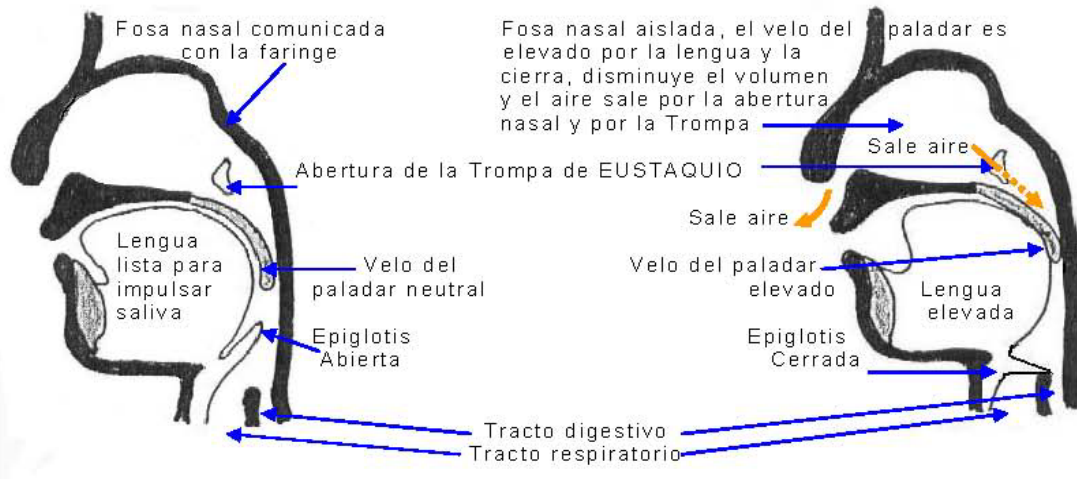 Fosa nasal comunicada
con la faringe
Fosa nasal aislada, el velo del paladar es
elevado por la lengua y la
cierra, disminuye el volumen
y el aire sale por la abertura
nasal y por la Trompa
Sale aire
Abertura de la Trompa de EUSTAQUIO
Sale aire
Lengua
lista para
impulsar
saliva
Velo del
paladar neutral
Velo del paladar
elevado
Lengua
elevada
Epiglotis
Abierta
Epiglotis
Cerrada
Tracto digestivo
Tracto respiratorio